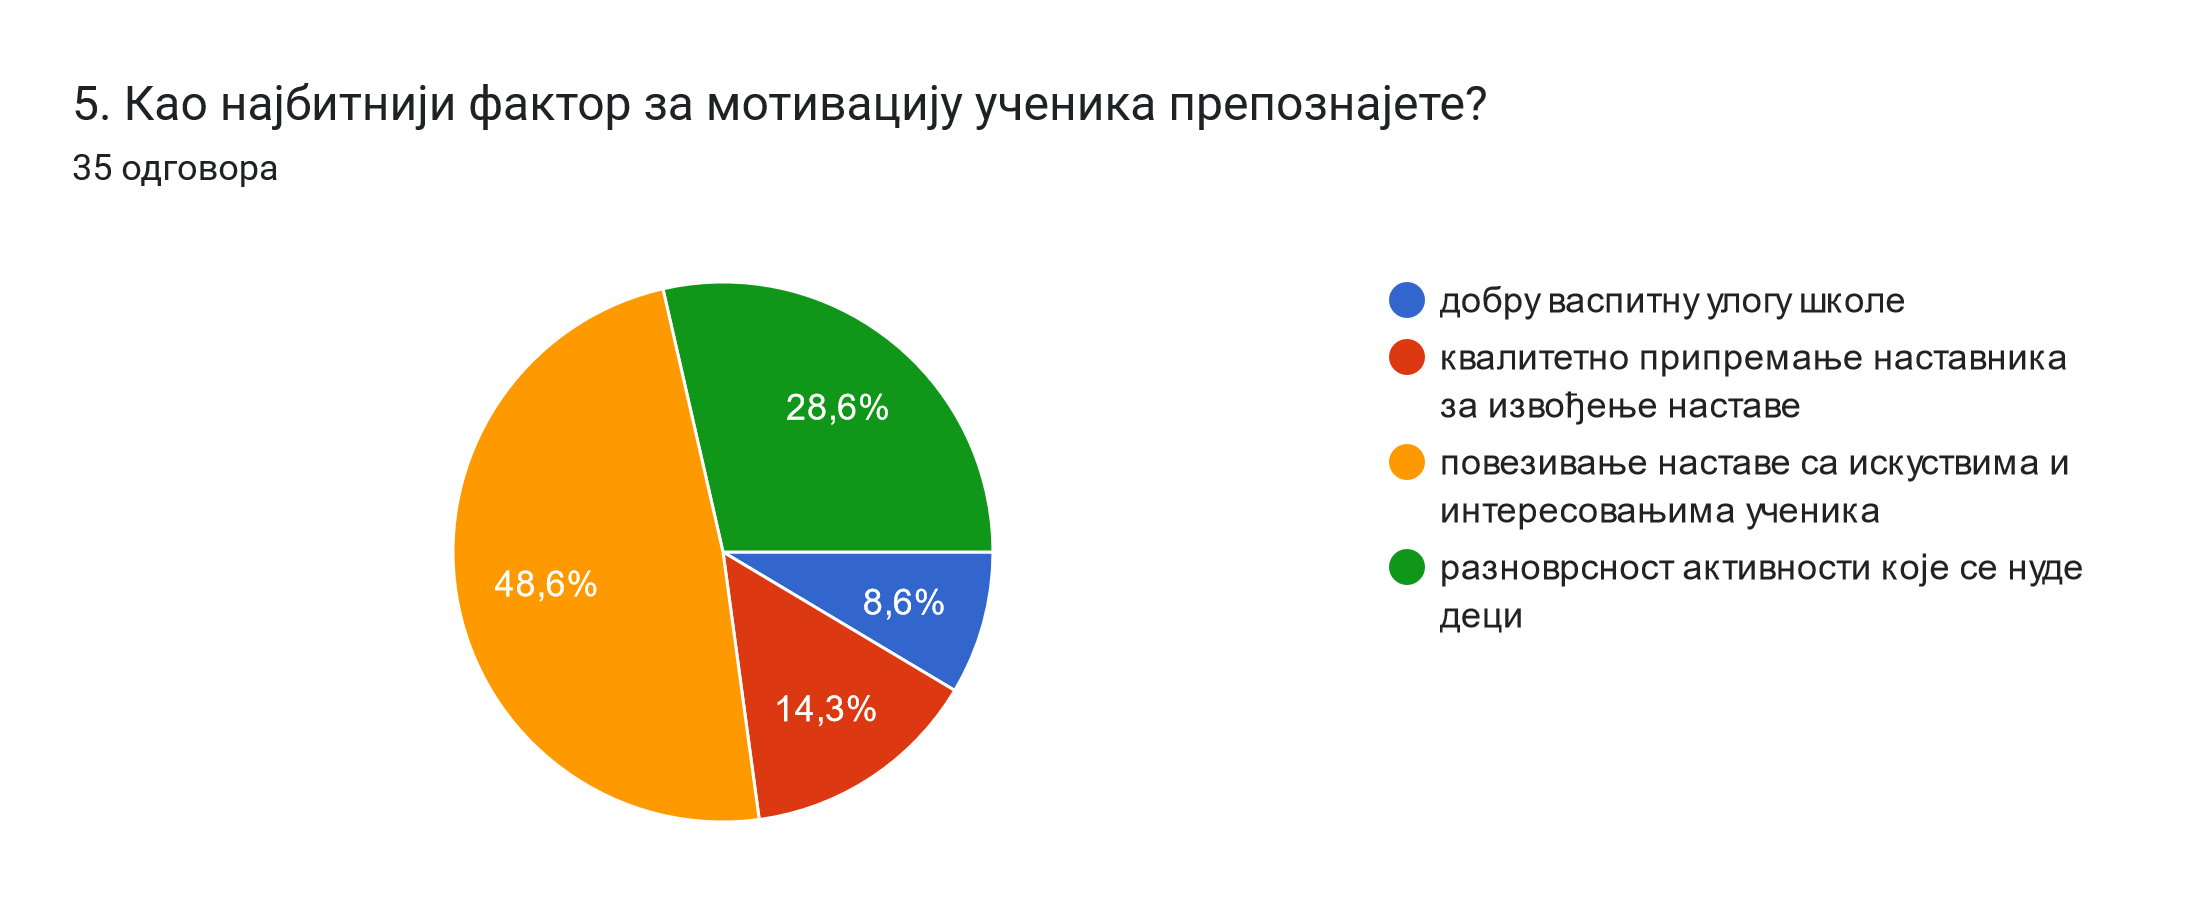 5. Као најбитнији фактор за мотивацију ученика препознајете?
35 одговора
28,6%
48,6%
8,6%
14,3%
добру васпитну улогу школе
квалитетно припремање наставника
за извођење наставе
повезивање наставе са искуствима и
интересовањима ученика
разноврсност активности које се нуде
деци